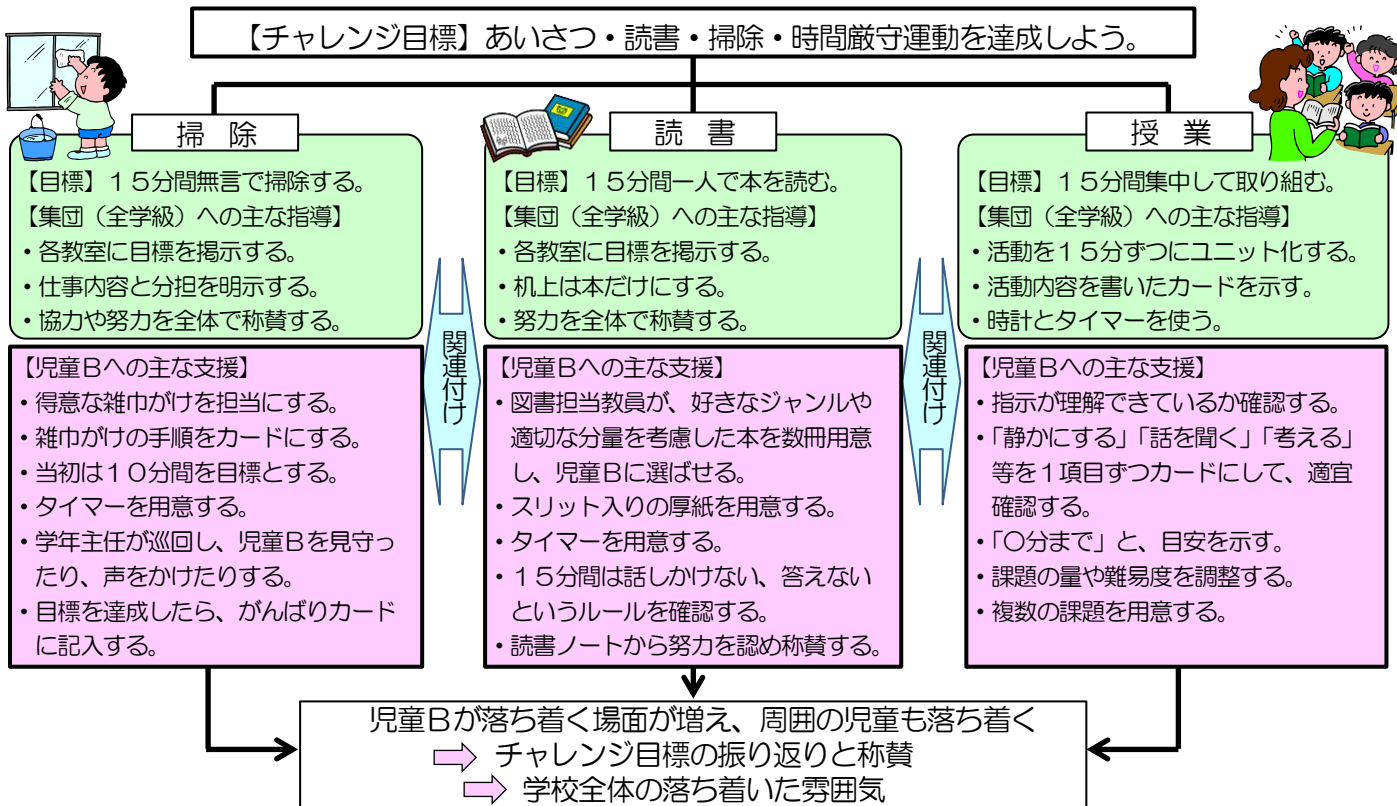 【チャレンジ目標】あいさつ・読書・掃除・時間厳守運動を達成しよう。
掃 除
【目標】１５分間無言で掃除する。
【集団（全学級）への主な指導】
・各教室に目標を掲示する。
・仕事内容と分担を明示する。
・協力や努力を全体で称賛する。
【児童Ｂへの主な支援】
・得意な雑巾がけを担当にする。
・雑巾がけの手順をカードにする。
・当初は１０分間を目標とする。
・タイマーを用意する。
・学年主任が巡回し、児童Ｂを見守っ
たり、声をかけたりする。
・目標を達成したら、がんばりカード
に記入する。
関連付け
読 書
【目標】１５分間一人で本を読む。
【集団（全学級）への主な指導】
・各教室に目標を掲示する。
・机上は本だけにする。
・努力を全体で称賛する。
【児童Ｂへの主な支援】
・図書担当教員が、好きなジャンルや
適切な分量を考慮した本を数冊用意
し、児童Ｂに選ばせる。
・スリット入りの厚紙を用意する。
・タイマーを用意する。
・１５分間は話しかけない、答えない
というルールを確認する。
・読書ノートから努力を認め称賛する。
関連付け
授 業
【目標】１５分間集中して取り組む。
【集団（全学級）への主な指導】
・活動を１５分ずつにユニット化する。
・活動内容を書いたカードを示す。
・時計とタイマーを使う。
【児童Ｂへの主な支援】
・指示が理解できているか確認する。
・「静かにする」「話を聞く」「考える」
等を１項目ずつカードにして、適宜
確認する。
・「〇分まで」と、目安を示す。
・課題の量や難易度を調整する。
・複数の課題を用意する。
児童Ｂが落ち着く場面が増え、周囲の児童も落ち着く
チャレンジ目標の振り返りと称賛
学校全体の落ち着いた雰囲気